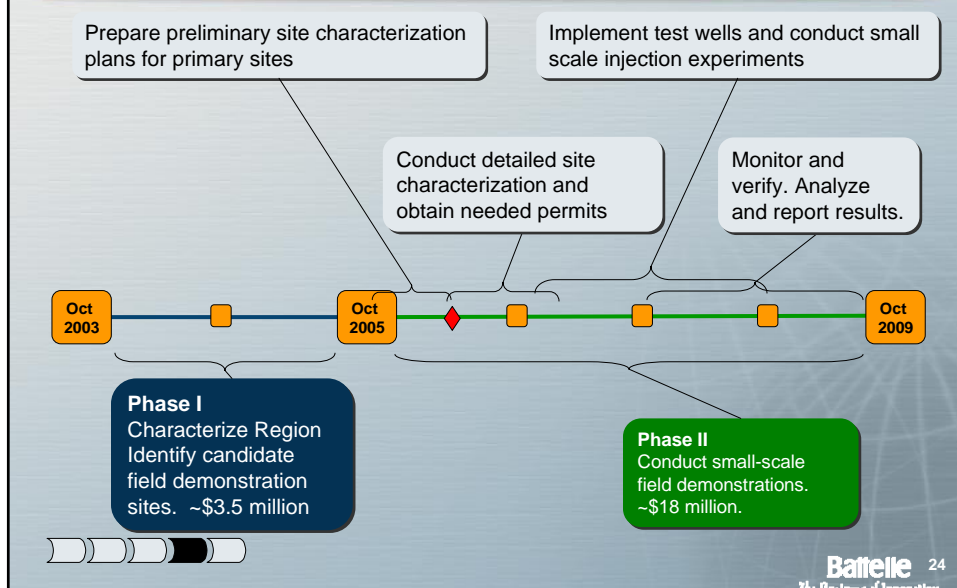 Prepare preliminary site characterization
plans for primary sites
Implement test wells and conduct small
scale injection experiments
Conduct detailed site
characterization and
obtain needed permits
Monitor and
verify. Analyze
and report results.
Oct
2003
Oct
2005
Oct
2009
Phase I
Characterize Region
Identify candidate
field demonstration
sites.  ~$3.5 million
Phase II
Conduct small-scale
field demonstrations.
~$18 million.
Battelle 24